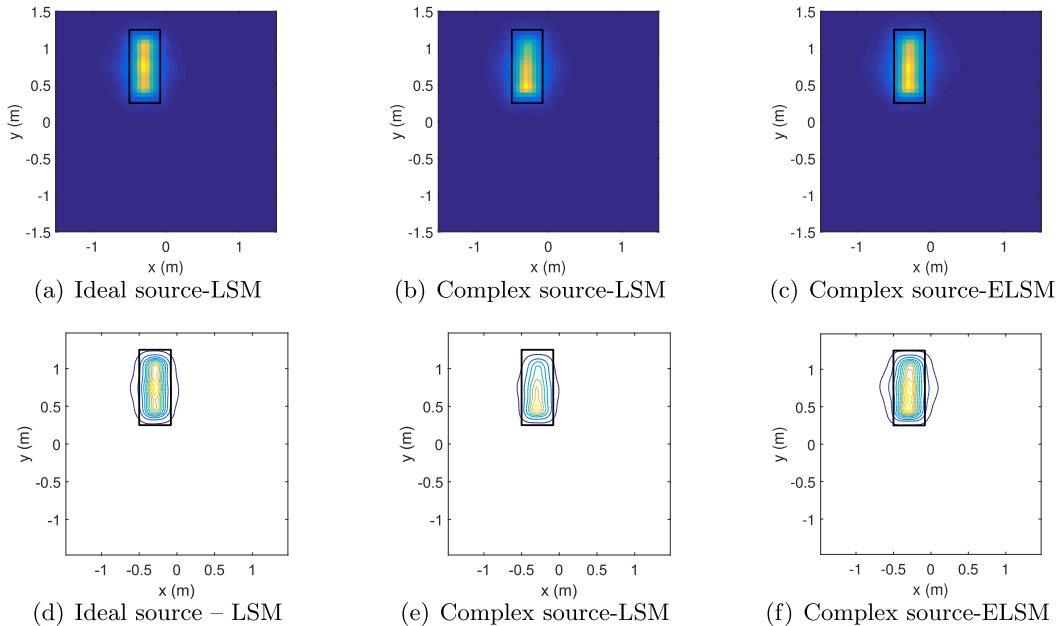 1.5
1
0.5
0
-0.5
-1
-1.5
y (m)
-1 0 1
x (m)
(a) Ideal source-LSM
1.5
1
0.5
0
-0.5
-1
-1.5
y (m)
-1 0 1
x (m)
(b) Complex source-LSM
1.5
1
0.5
0
-0.5
-1
-1.5
y (m)
-1 0 1
x (m)
(c) Complex source-ELSM
1
0.5
0
-0.5
-1
y (m)
-1 -0.5 0 0.5 1
x (m)
(d) Ideal source – LSM
1
0.5
0
-0.5
-1
y (m)
-1 -0.5 0 0.5 1
x (m)
(e) Complex source-LSM
1
0.5
0
-0.5
-1
y (m)
-1 -0.5 0 0.5 1
x (m)
(f) Complex source-ELSM